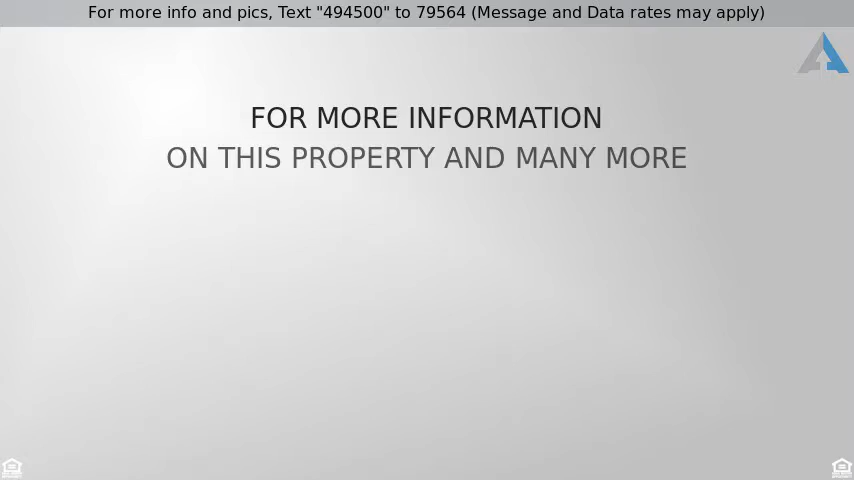 For more info and pics, Text "494500" to 79564 (Message and Data rates may apply)
FOR MORE INFORMATION
ON THIS PROPERTY AND MANY MORE